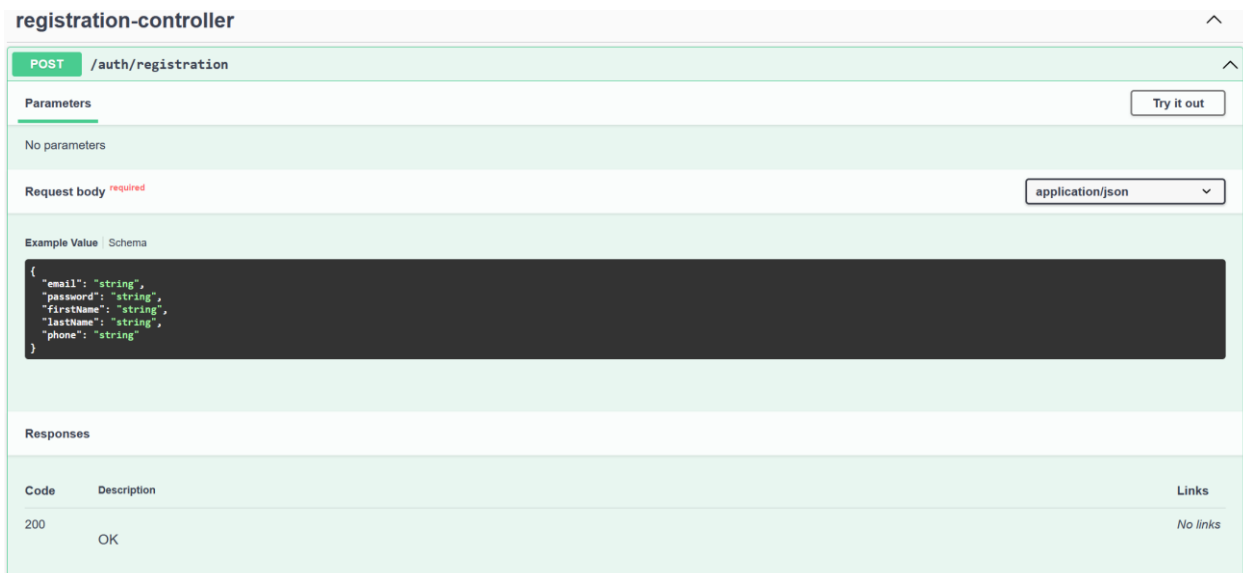 registration-controller
POST /auth/registration
Parameters
Try it out
No parameters
Request body required
application/json
Example Value Schema
{
  "email": "string",
  "password": "string",
  "firstName": "string",
  "lastName": "string",
  "phone": "string"
}
Responses
Code Description Links
200 No links
OK